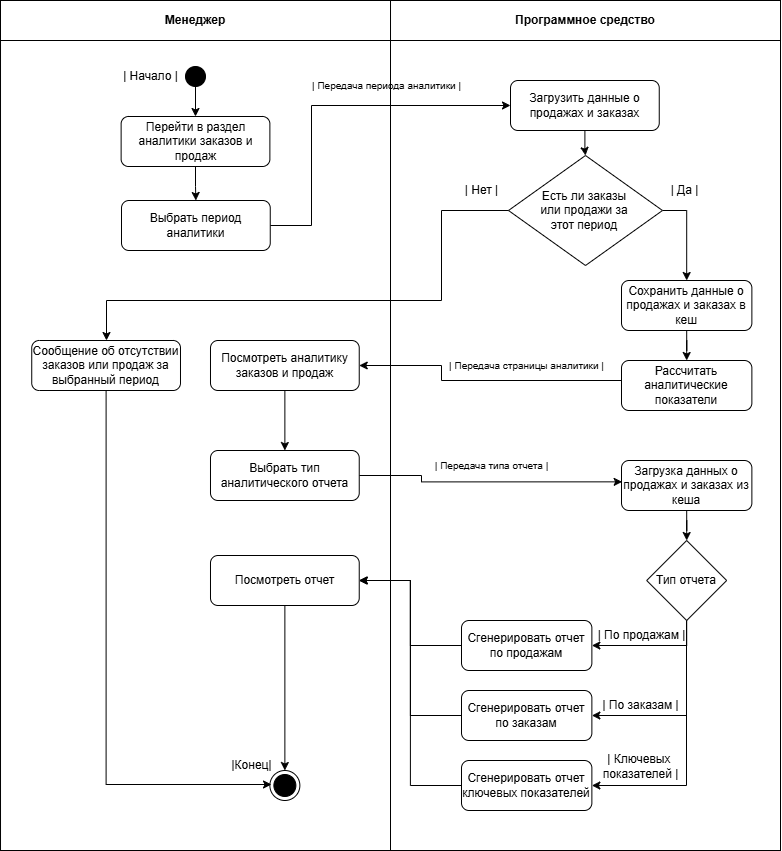 Менеджер
Программное средство
| Начало |
| Передача периода аналитики |
Загрузить данные о
продажах и заказах
Перейти в раздел
аналитики заказов и
продаж
| Нет |
Есть ли заказы
или продажи за
этот период
| Да |
Выбрать период
аналитики
Сохранить данные о
продажах и заказах в
кеш
Сообщение об отсутствии
заказов или продаж за
выбранный период
Посмотреть аналитику
заказов и продаж
| Передача страницы аналитики |
Рассчитать
аналитические
показатели
Выбрать тип
аналитического отчета
| Передача типа отчета |
Загрузка данных о
продажах и заказах из
кеша
Посмотреть отчет
Тип отчета
Сгенерировать отчет
по продажам
| По продажам |
Сгенерировать отчет
по заказам
| По заказам |
|Конец|
Сгенерировать отчет
ключевых показателей
| Ключевых
показателей |